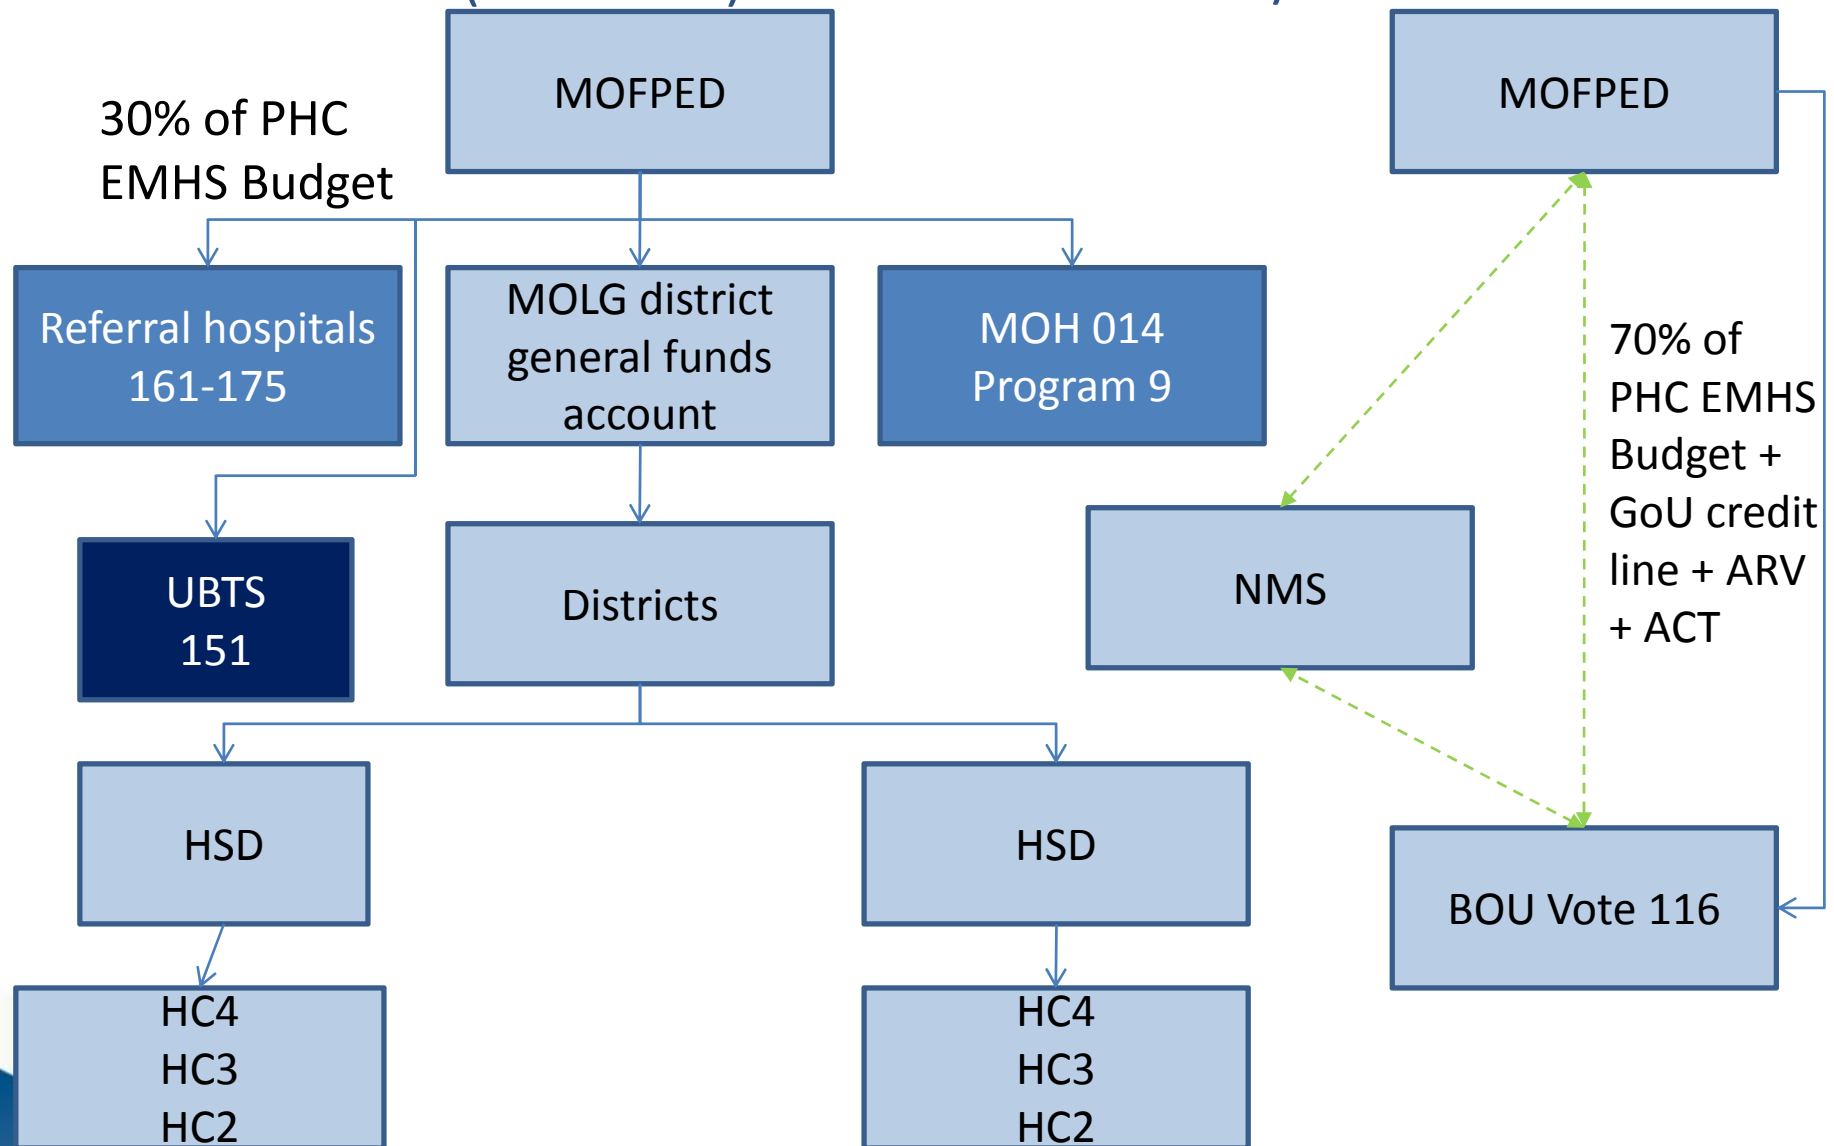 MOFPED
MOFPED
30% of PHC
EMHS Budget
Referral hospitals
161-175
MOLG district
general funds
account
MOH 014
Program 9
70% of
PHC EMHS
Budget +
GoU credit
line + ARV
+ ACT
UBTS
151
Districts
NMS
HSD
HSD
BOU Vote 116
HC4
HC3
HC2
HC4
HC3
HC2